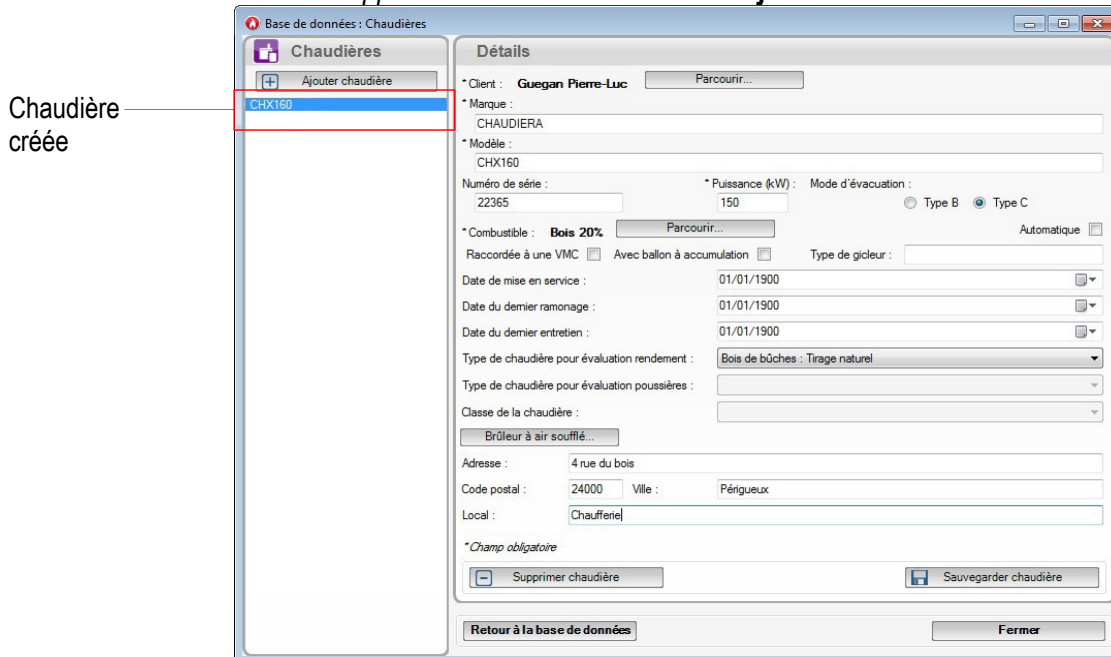 Base de données : Chaudières
Chaudières
Ajouter chaudière
CHX160
Chaudière
créée
Détails
* Client : Guegan Pierre-Luc Parcourir...
* Marque :
CHAUDIERA
* Modèle :
CHX160
Numéro de série : * Puissance (kW) : Mode d'évacuation :
22365 150 Type B Type C
* Combustible : Bois 20% Parcourir... Automatique
Raccordée à une VMC Avec ballon à accumulation Type de gicleur :
Date de mise en service : 01/01/1900
Date du dernier ramonage : 01/01/1900
Date du dernier entretien : 01/01/1900
Type de chaudière pour évaluation rendement : Bois de bûches : Tirage naturel
Type de chaudière pour évaluation poussières :
Classe de la chaudière :
Brûleur à air soufflé...
Adresse : 4 rue du bois
Code postal : 24000 Ville : Périgueux
Local : Chaufferie
* Champ obligatoire
Supprimer chaudière Sauvegarder chaudière
Retour à la base de données Fermer